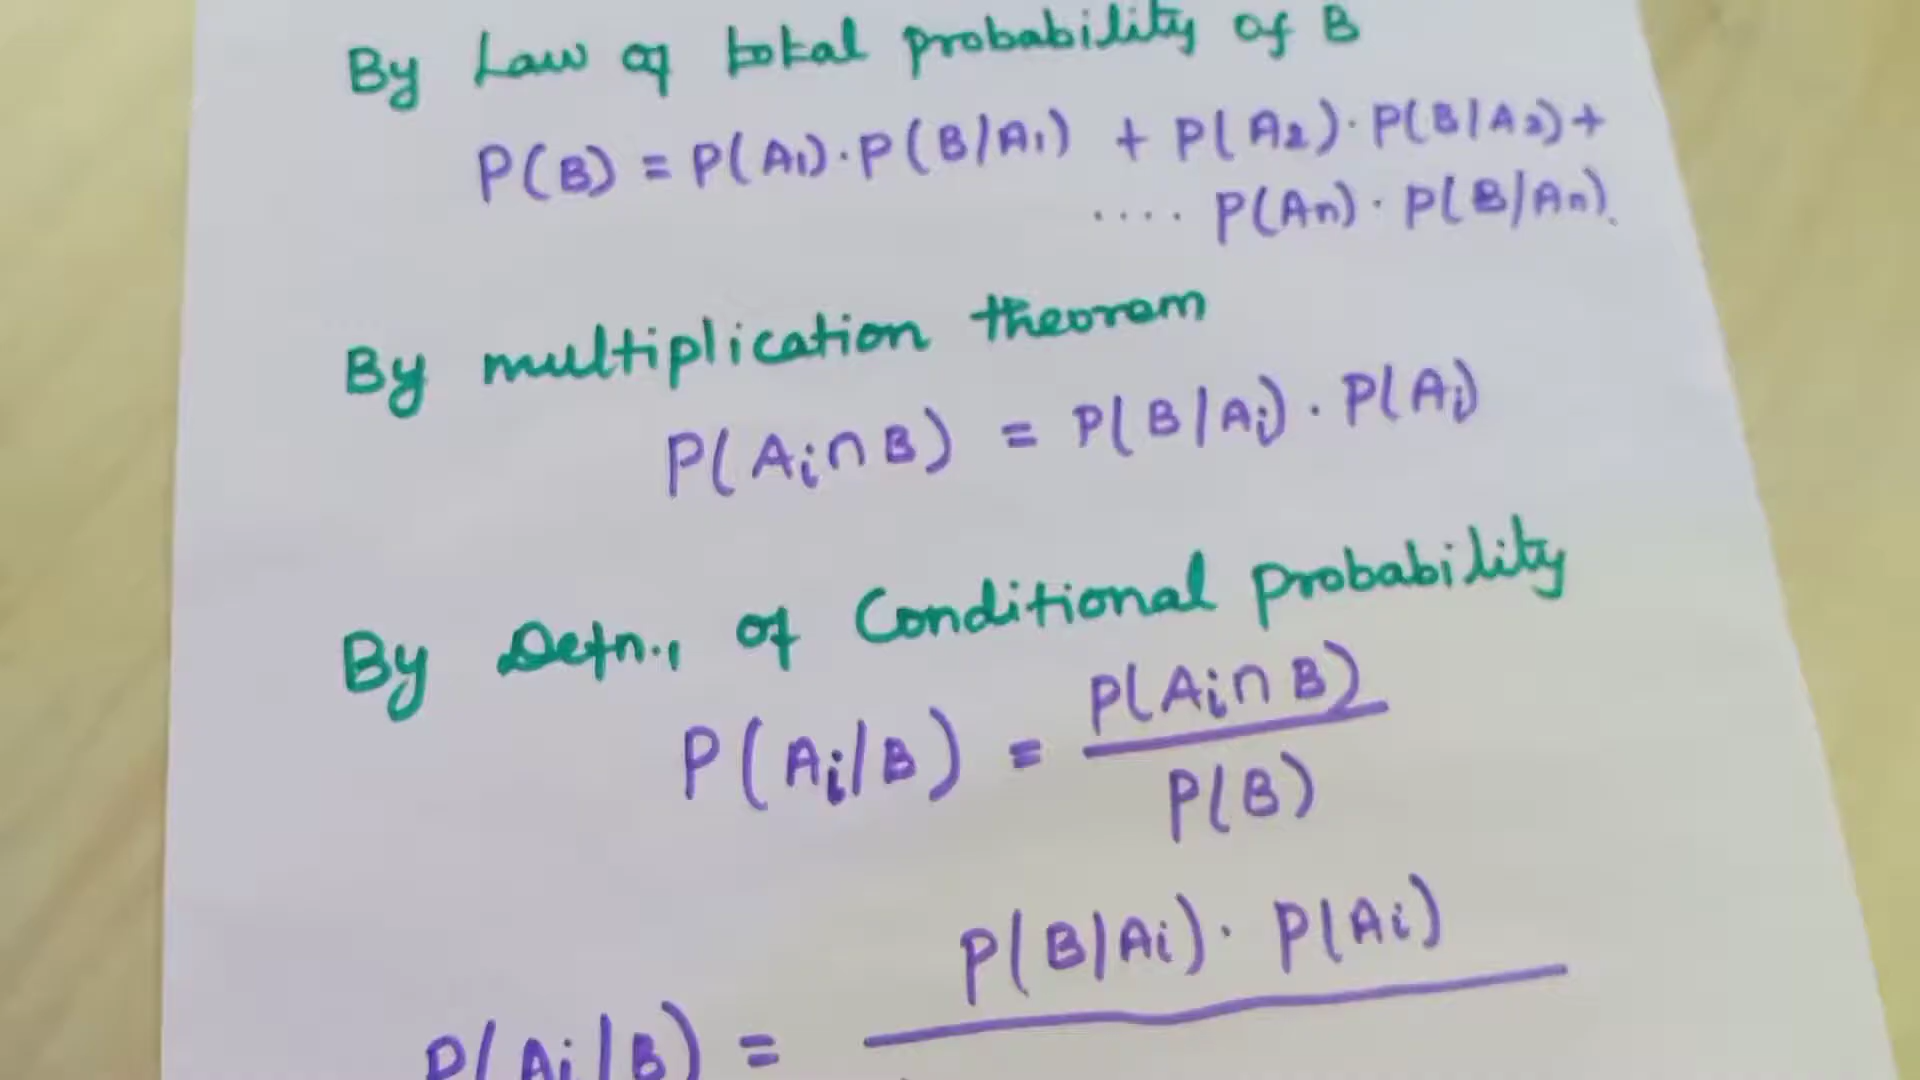 By Law of total probability of B
P(B) = P(A1).P(B/A1) + P(A2).P(B/A2)+
.... P(An).P(B/An).
By multiplication theorem
P(Ai∩B) = P(B/Ai).P(Ai)
By Defn., of Conditional probability
P(Ai/B) = P(Ai∩B)
P(B)
P(B/Ai).P(Ai)
P(Ai/B) =